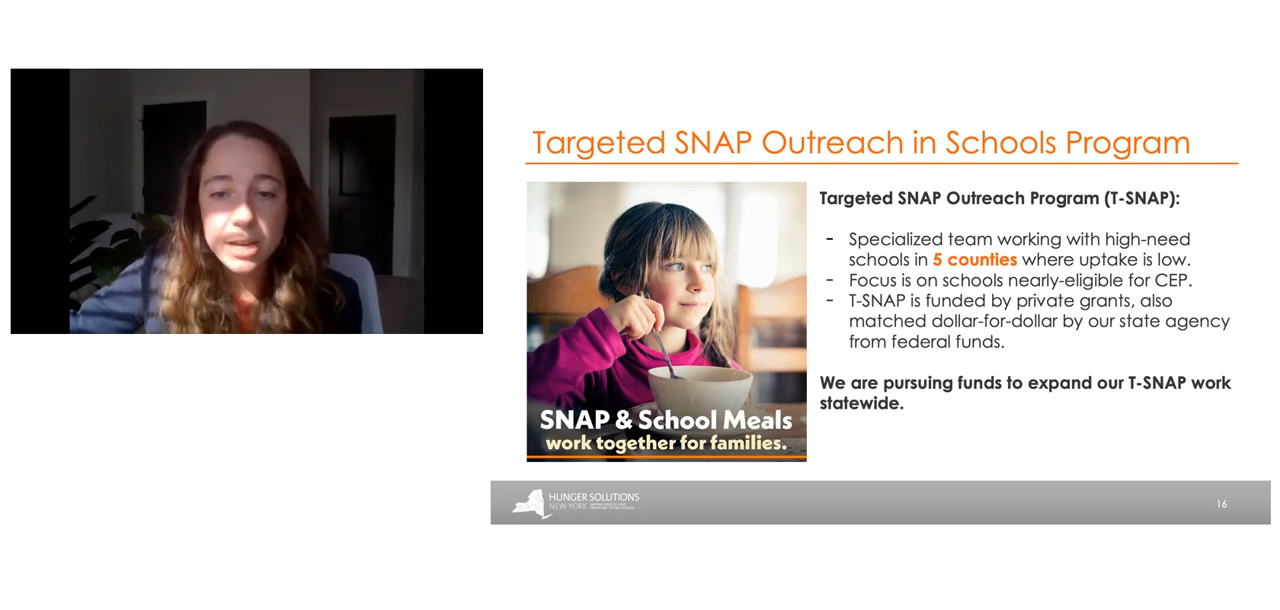 Targeted SNAP Outreach in Schools Program
Targeted SNAP Outreach Program (T-SNAP):
- Specialized team working with high-need
schools in 5 counties where uptake is low.
- Focus is on schools nearly-eligible for CEP.
- T-SNAP is funded by private grants, also
matched dollar-for-dollar by our state agency
from federal funds.
We are pursuing funds to expand our T-SNAP work
statewide.
SNAP & School Meals
work together for families.
HUNGER SOLUTIONS
NEW YORK
16